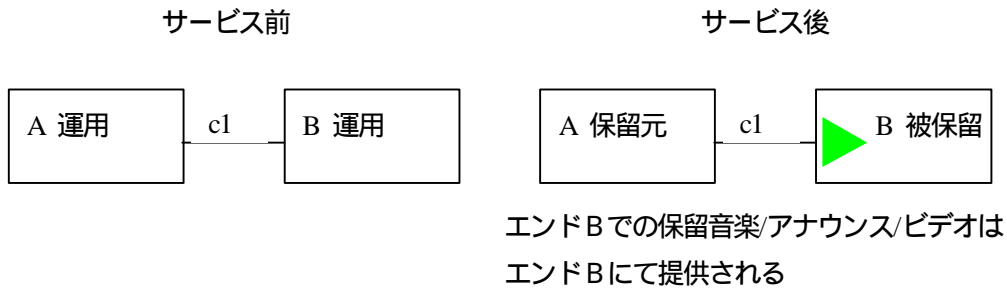 サービス前
サービス後
A 運用
c1
B 運用
A 保留元
c1
B 被保留
エンドBでの保留音楽/アナウンス/ビデオは
エンドBにて提供される